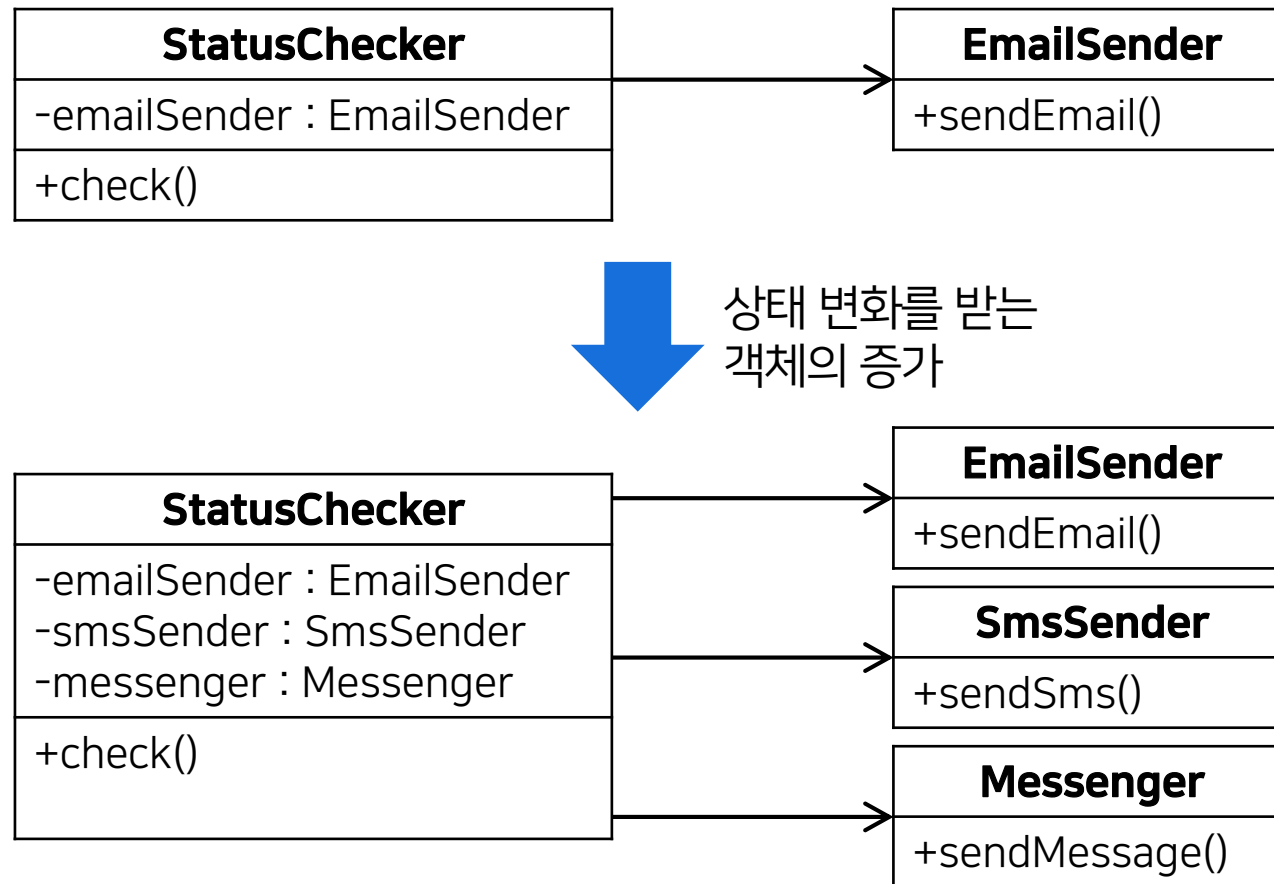 StatusChecker
-emailSender : EmailSender
+check()
EmailSender
+sendEmail()
상태 변화를 받는
객체의 증가
StatusChecker
-emailSender : EmailSender
-smsSender : SmsSender
-messenger : Messenger
+check()
EmailSender
+sendEmail()
SmsSender
+sendSms()
Messenger
+sendMessage()